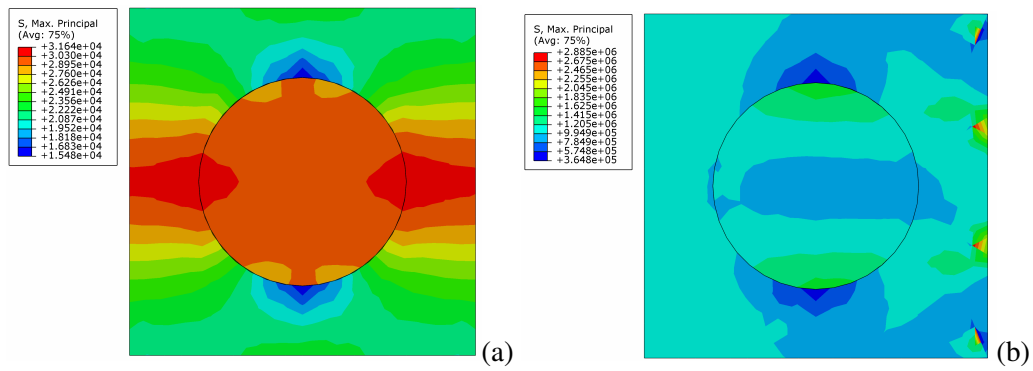 S, Max. Principal
(Avg: 75%)
+3.164e+04
+3.030e+04
+2.895e+04
+2.760e+04
+2.626e+04
+2.491e+04
+2.356e+04
+2.222e+04
+2.087e+04
+1.952e+04
+1.818e+04
+1.683e+04
+1.548e+04
(a)
S, Max. Principal
(Avg: 75%)
+2.885e+06
+2.675e+06
+2.465e+06
+2.255e+06
+2.045e+06
+1.835e+06
+1.625e+06
+1.415e+06
+1.205e+06
+9.949e+05
+7.849e+05
+5.748e+05
+3.648e+05
(b)